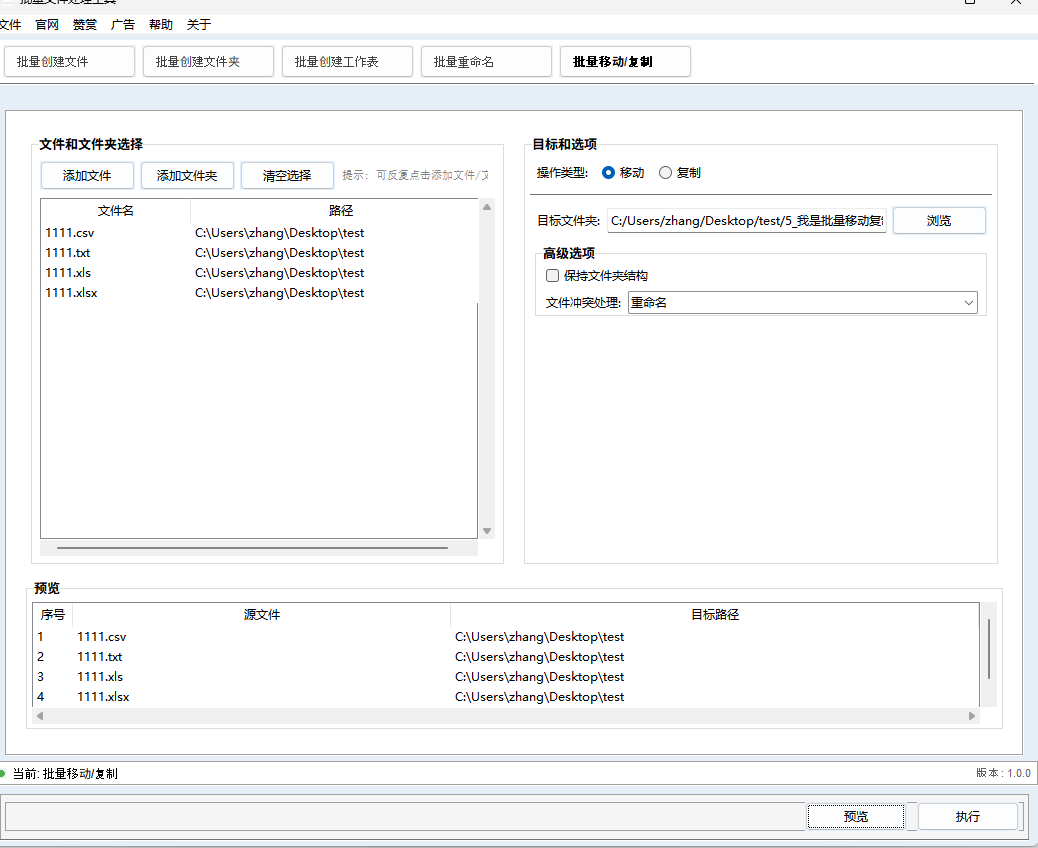 批量文件处理工具
文件 官网 赞赏 广告 帮助 关于
批量创建文件 批量创建文件夹 批量创建工作表 批量重命名 批量移动/复制
文件和文件夹选择
添加文件 添加文件夹 清空选择 提示: 可反复点击添加文件/文
文件名 路径
1111.csv C:\Users\zhang\Desktop\test
1111.txt C:\Users\zhang\Desktop\test
1111.xls C:\Users\zhang\Desktop\test
1111.xlsx C:\Users\zhang\Desktop\test
目标和选项
操作类型: 移动 复制
目标文件夹: C:/Users/zhang/Desktop/test/5_我是批量移动复 浏览
高级选项
保持文件夹结构
文件冲突处理: 重命名
预览
序号 源文件 目标路径
1 1111.csv C:\Users\zhang\Desktop\test
2 1111.txt C:\Users\zhang\Desktop\test
3 1111.xls C:\Users\zhang\Desktop\test
4 1111.xlsx C:\Users\zhang\Desktop\test
当前: 批量移动/复制 版本 : 1.0.0
预览 执行